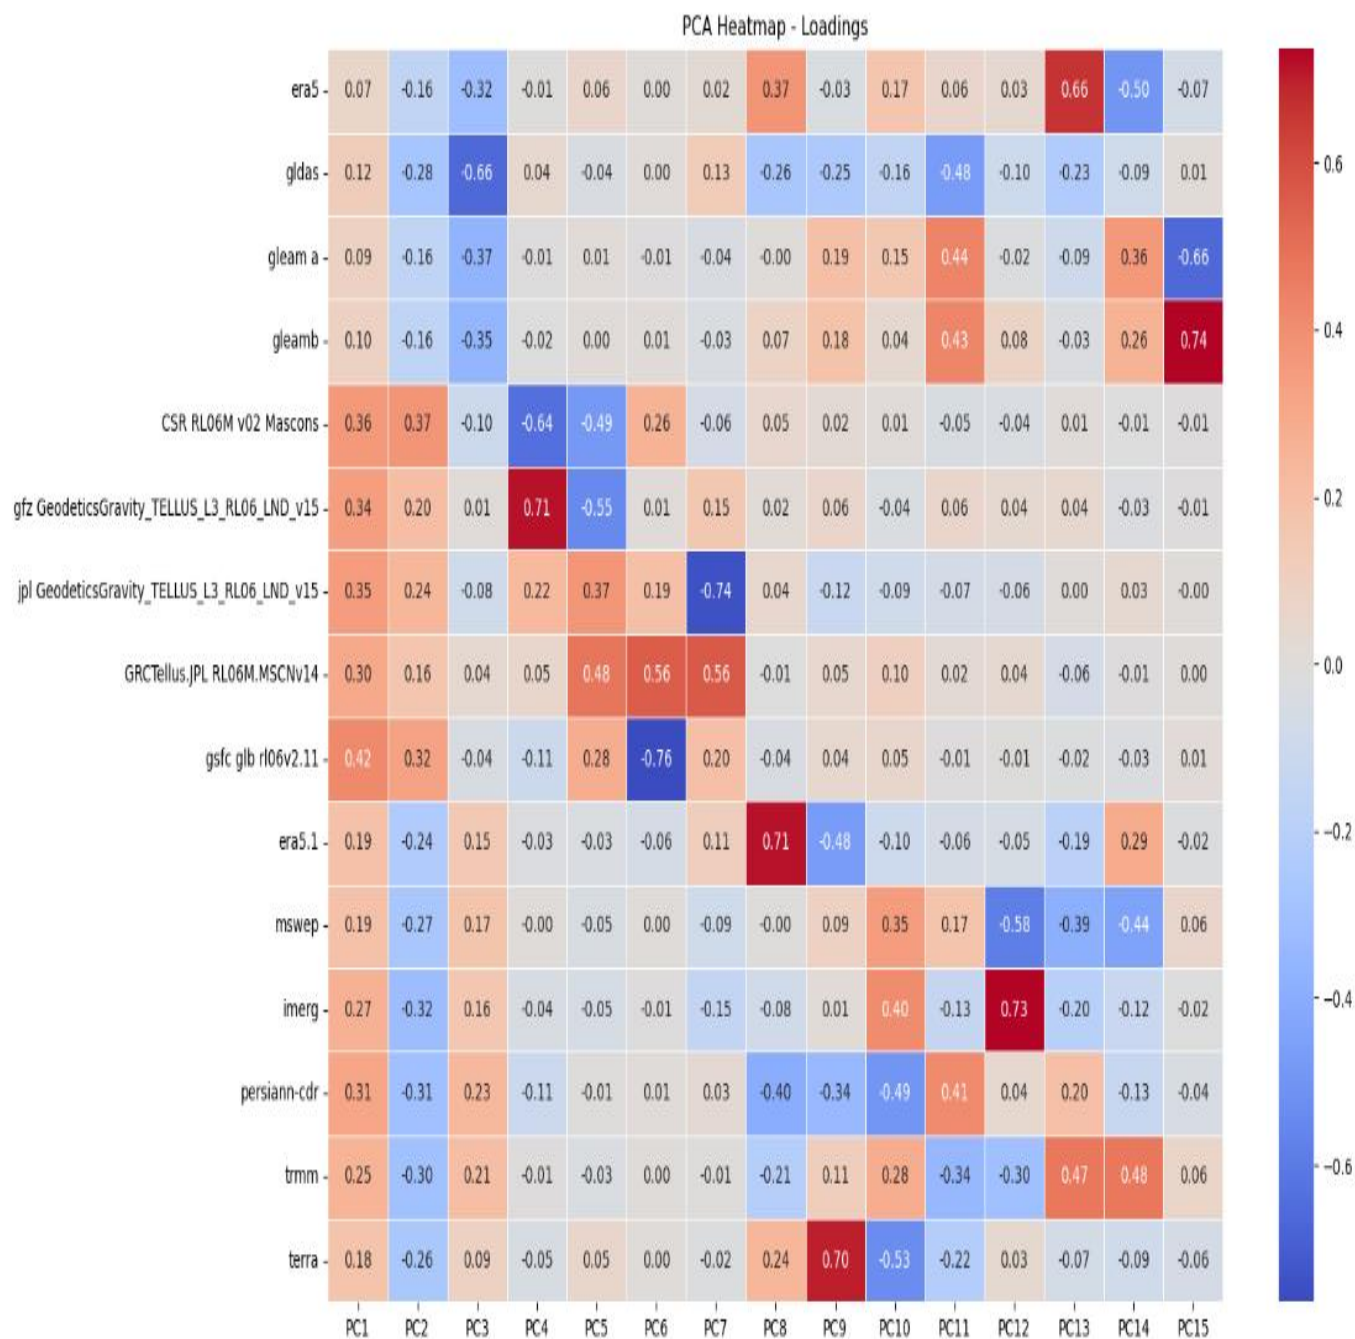 PCA Heatmap - Loadings
era5 0.07 -0.16 -0.32 -0.01 0.06 0.00 0.02 0.37 -0.03 0.17 0.06 0.03 0.66 -0.50 -0.07
gldas 0.12 -0.28 -0.66 0.04 -0.04 0.00 0.13 -0.26 -0.25 -0.16 -0.48 -0.10 -0.23 -0.09 0.01
gleam a 0.09 -0.16 -0.37 -0.01 0.01 -0.01 -0.04 -0.00 0.19 0.15 0.44 -0.02 -0.09 0.36 -0.66
gleamb 0.10 -0.16 -0.35 -0.02 0.00 0.01 -0.03 0.07 0.18 0.04 0.43 0.08 -0.03 0.26 0.74
CSR RL06M v02 Mascons 0.36 0.37 -0.10 -0.64 -0.49 0.26 -0.06 0.05 0.02 0.01 -0.05 -0.04 0.01 -0.01 -0.01
gfz GeodeticsGravity_TELLUS_L3_RL06_LND_v15 0.34 0.20 0.01 0.71 -0.55 0.01 0.15 0.02 0.06 -0.04 0.06 0.04 0.04 -0.03 -0.01
jpl GeodeticsGravity_TELLUS_L3_RL06_LND_v15 0.35 0.24 -0.08 0.22 0.37 0.19 -0.74 0.04 -0.12 -0.09 -0.07 -0.06 0.00 0.03 -0.00
GRCTellus.JPL RL06M.MSCNv14 0.30 0.16 0.04 0.05 0.48 0.56 0.56 -0.01 0.05 0.10 0.02 0.04 -0.06 -0.01 0.00
gsfc glb rl06v2.11 0.42 0.32 -0.04 -0.11 0.28 -0.76 0.20 -0.04 0.04 0.05 -0.01 -0.01 -0.02 -0.03 0.01
era5.1 0.19 -0.24 0.15 -0.03 -0.03 -0.06 0.11 0.71 -0.48 -0.10 -0.06 -0.05 -0.19 0.29 -0.02
mswep 0.19 -0.27 0.17 -0.00 -0.05 0.00 -0.09 -0.00 0.09 0.35 0.17 -0.58 -0.39 -0.44 0.06
imerg 0.27 -0.32 0.16 -0.04 -0.05 -0.01 -0.15 -0.08 0.01 0.40 -0.13 0.73 -0.20 -0.12 -0.02
persiann-cdr 0.31 -0.31 0.23 -0.11 -0.01 0.01 0.03 -0.40 -0.34 -0.49 0.41 0.04 0.20 -0.13 -0.04
trmm 0.25 -0.30 0.21 -0.01 -0.03 0.00 -0.01 -0.21 0.11 0.28 -0.34 -0.30 0.47 0.48 0.06
terra 0.18 -0.26 0.09 -0.05 0.05 0.00 -0.02 0.24 0.70 -0.53 -0.22 0.03 -0.07 -0.09 -0.06
PC1 PC2 PC3 PC4 PC5 PC6 PC7 PC8 PC9 PC10 PC11 PC12 PC13 PC14 PC15
0.6
0.4
0.2
0.0
−0.2
−0.4
−0.6